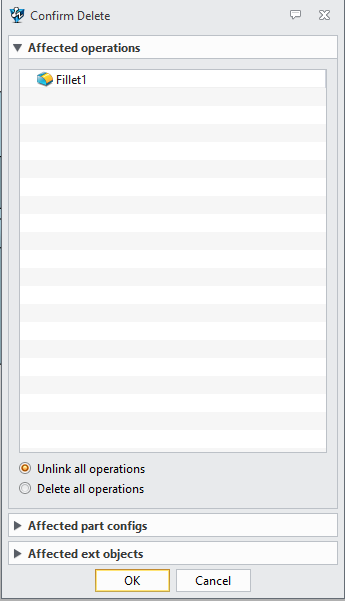 Confirm Delete
Affected operations
Fillet1
Unlink all operations
Delete all operations
Affected part configs
Affected ext objects
OK Cancel